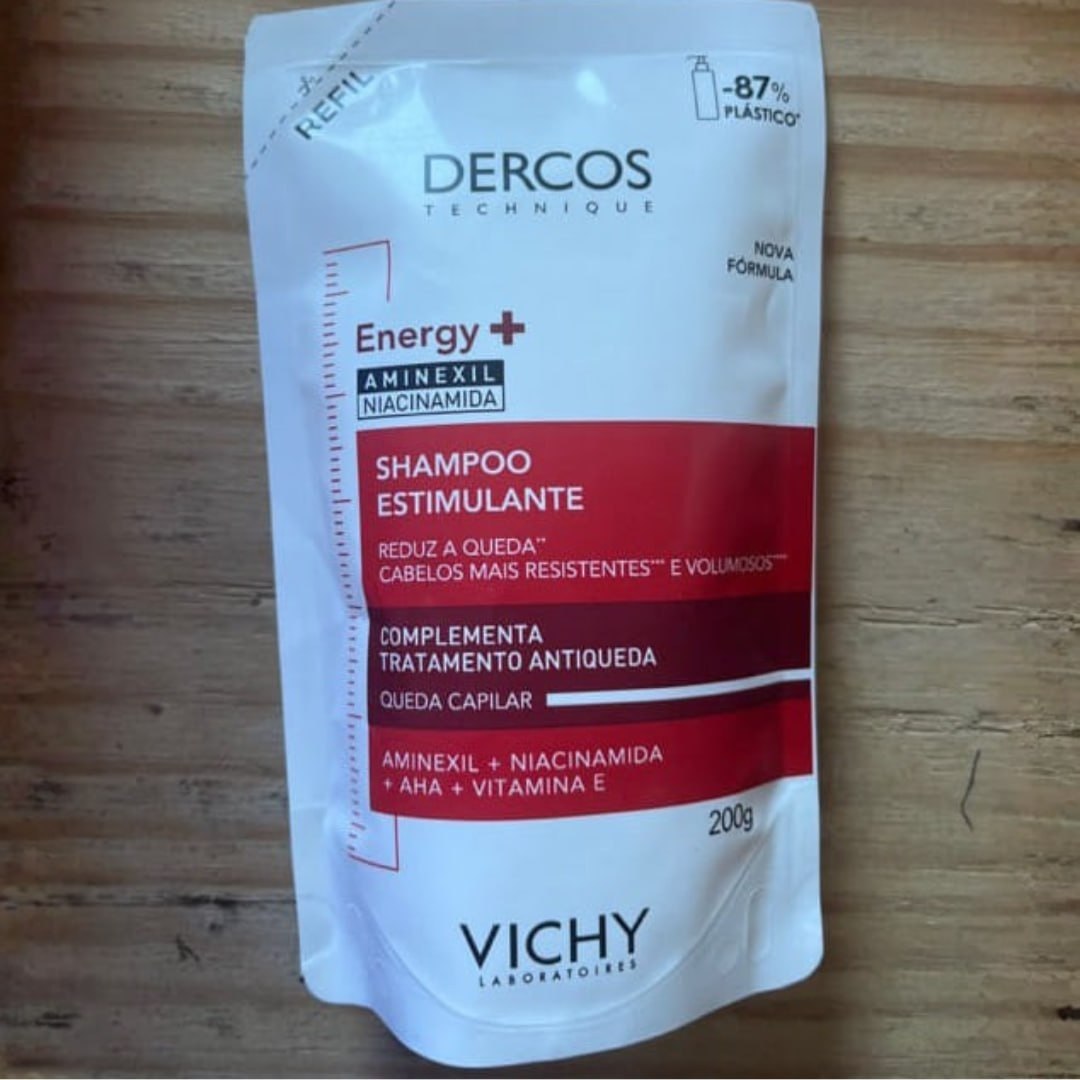 REFIL
-87%
PLÁSTICO*
DERCOS
TECHNIQUE
NOVA
FÓRMULA
Energy +
AMINEXIL
NIACINAMIDA
SHAMPOO
ESTIMULANTE
REDUZ A QUEDA**
CABELOS MAIS RESISTENTES*** E VOLUMOSOS****
COMPLEMENTA
TRATAMENTO ANTIQUEDA
QUEDA CAPILAR
AMINEXIL + NIACINAMIDA
+ AHA + VITAMINA E
200g
VICHY
LABORATOIRES